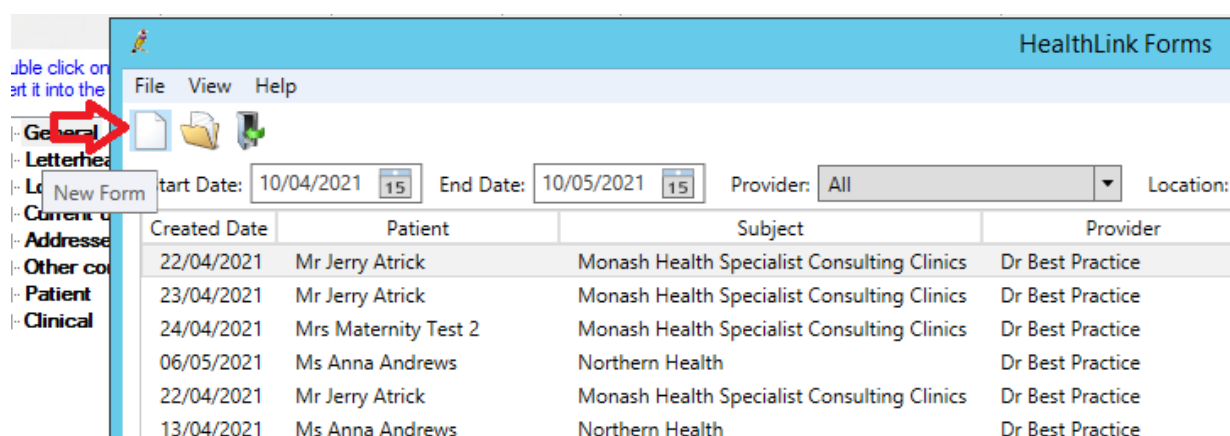 HealthLink Forms
uble click on
ert it into the
File View Help
General
Letterhea
New Form
Start Date: 10/04/2021 15 End Date: 10/05/2021 15 Provider: All Location:
Addresse
Other co
Patient
Clinical
Created Date Patient Subject Provider
22/04/2021 Mr Jerry Atrick Monash Health Specialist Consulting Clinics Dr Best Practice
23/04/2021 Mr Jerry Atrick Monash Health Specialist Consulting Clinics Dr Best Practice
24/04/2021 Mrs Maternity Test 2 Monash Health Specialist Consulting Clinics Dr Best Practice
06/05/2021 Ms Anna Andrews Northern Health Dr Best Practice
22/04/2021 Mr Jerry Atrick Monash Health Specialist Consulting Clinics Dr Best Practice
13/04/2021 Ms Anna Andrews Northern Health Dr Best Practice